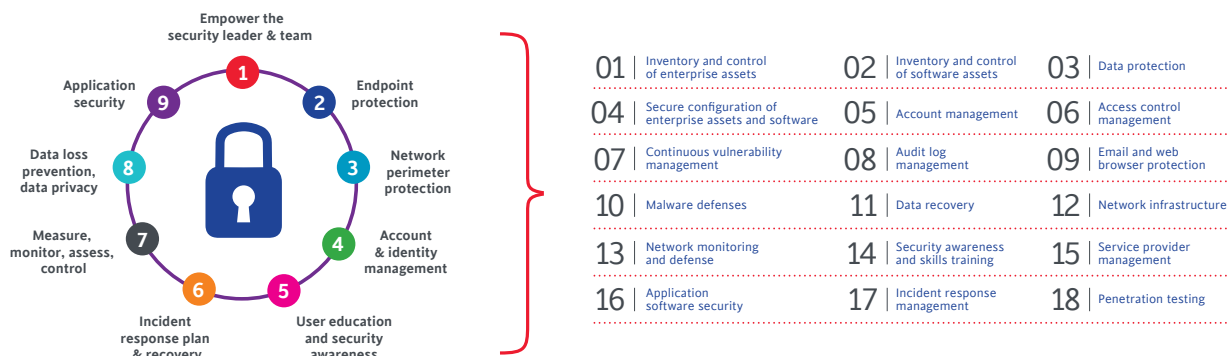 Empower the
security leader & team
1
2
Endpoint
protection
3
Network
perimeter
protection
4
Account
& identity
management
5
User education
and security
awareness
6
Incident
response plan
& recovery
7
Measure,
monitor, assess,
control
8
Data loss
prevention,
data privacy
9
Application
security
01
Inventory and control
of enterprise assets
02
Inventory and control
of software assets
03
Data protection
04
Secure configuration of
enterprise assets and software
05
Account management
06
Access control
management
07
Continuous vulnerability
management
08
Audit log
management
09
Email and web
browser protection
10
Malware defenses
11
Data recovery
12
Network infrastructure
13
Network monitoring
and defense
14
Security awareness
and skills training
15
Service provider
management
16
Application
software security
17
Incident response
management
18
Penetration testing